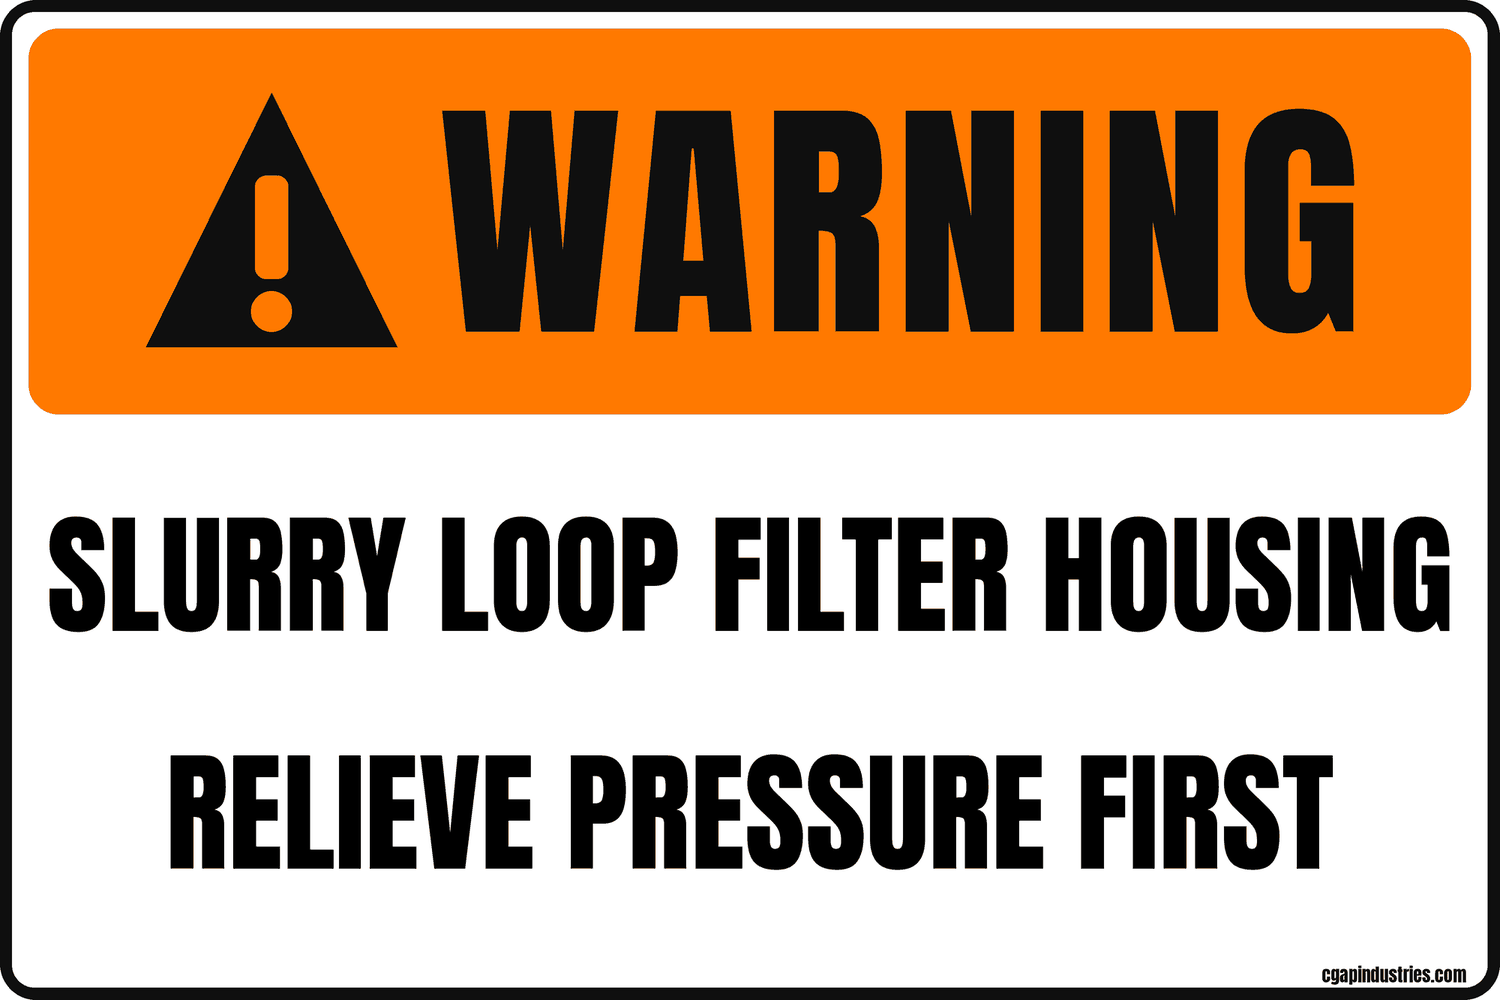 WARNING
SLURRY LOOP FILTER HOUSING
RELIEVE PRESSURE FIRST
cgapindustries.com